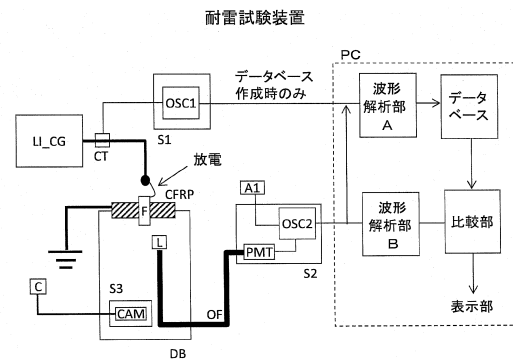 耐雷試験装置
PC
データベース
作成時のみ
OSC1
S1
波形
解析部
A
データ
ベース
LI_CG
CT
放電
CFRP
F
A1
OSC2
PMT
S2
波形
解析部
B
比較部
L
C
S3
CAM
OF
DB
表示部